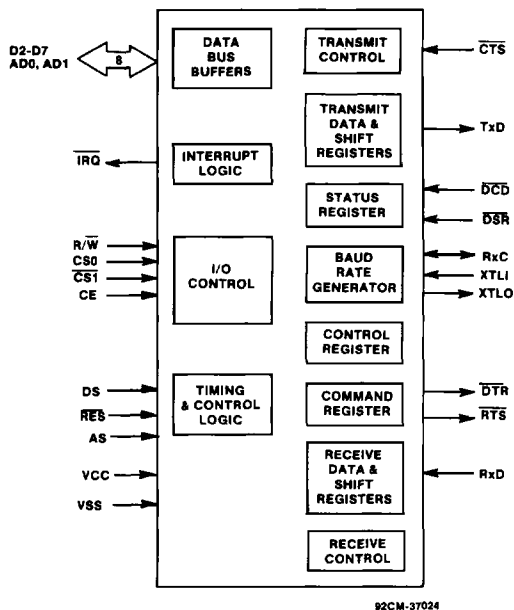 D2-D7
AD0, AD1
8
IRQ
R/W
CS0
CS1
CE
DS
RES
AS
VCC
VSS
DATA
BUS
BUFFERS
INTERRUPT
LOGIC
I/O
CONTROL
TIMING
& CONTROL
LOGIC
TRANSMIT
CONTROL
TRANSMIT
DATA &
SHIFT
REGISTERS
STATUS
REGISTER
BAUD
RATE
GENERATOR
CONTROL
REGISTER
COMMAND
REGISTER
RECEIVE
DATA &
SHIFT
REGISTERS
RECEIVE
CONTROL
CTS
TxD
DCD
DSR
RxC
XTLI
XTLO
DTR
RTS
RxD
92CM-37024